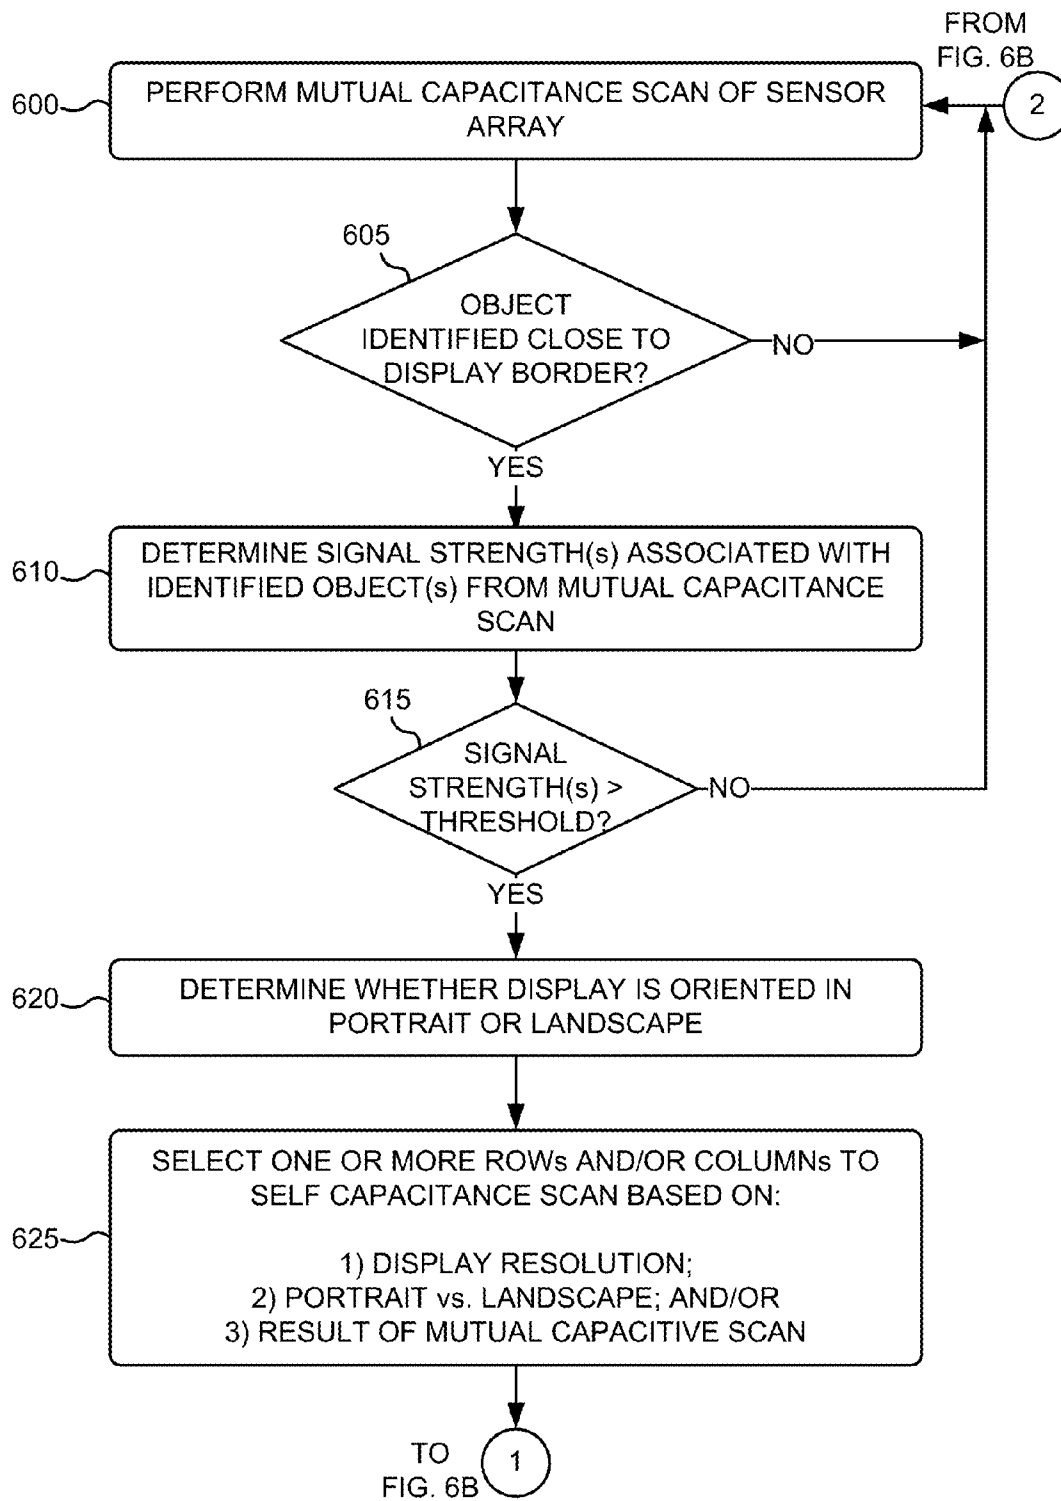 FROM
FIG. 6B
2
600
PERFORM MUTUAL CAPACITANCE SCAN OF SENSOR
ARRAY
605
OBJECT
IDENTIFIED CLOSE TO
DISPLAY BORDER?
NO
YES
610
DETERMINE SIGNAL STRENGTH(s) ASSOCIATED WITH
IDENTIFIED OBJECT(s) FROM MUTUAL CAPACITANCE
SCAN
615
SIGNAL
STRENGTH(s) >
THRESHOLD?
NO
YES
620
DETERMINE WHETHER DISPLAY IS ORIENTED IN
PORTRAIT OR LANDSCAPE
625
SELECT ONE OR MORE ROWs AND/OR COLUMNs TO
SELF CAPACITANCE SCAN BASED ON:
1) DISPLAY RESOLUTION;
2) PORTRAIT vs. LANDSCAPE; AND/OR
3) RESULT OF MUTUAL CAPACITIVE SCAN
TO
FIG. 6B
1